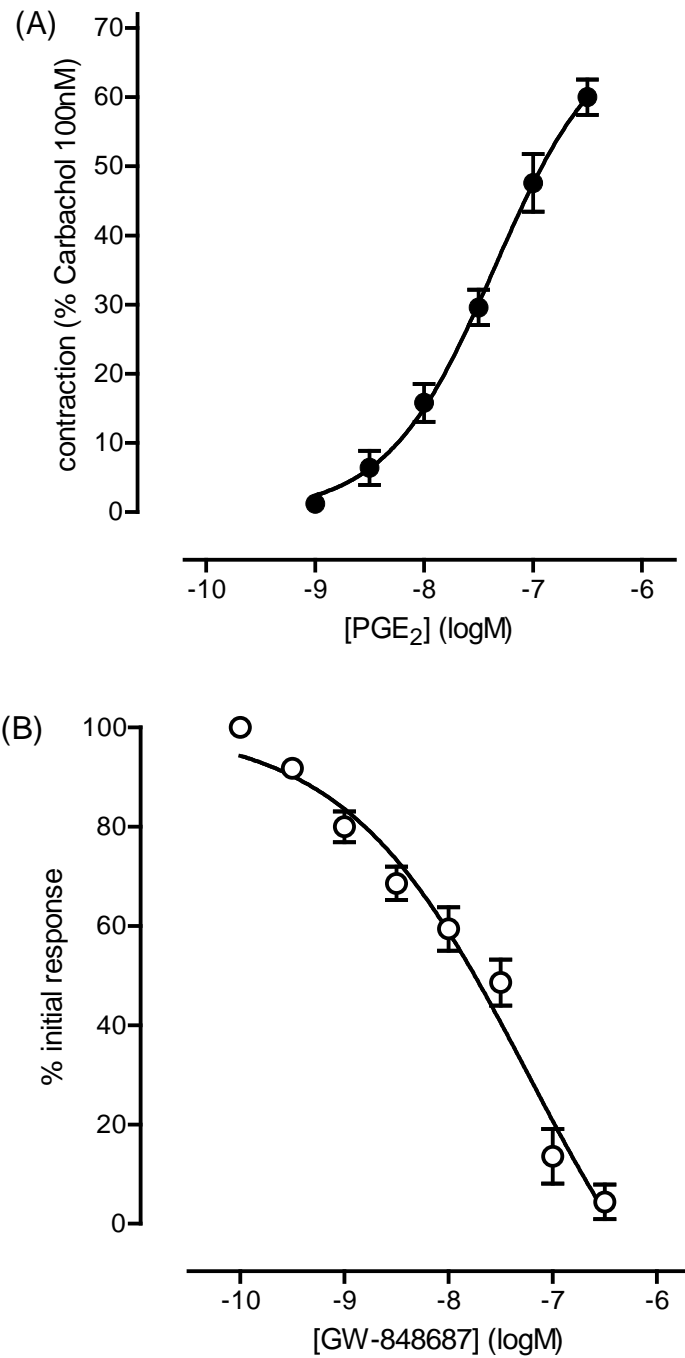 (A)
contraction (% Carbachol 100nM)
70
60
50
40
30
20
10
0
-10 -9 -8 -7 -6
[PGE2] (logM)
(B)
% initial response
100
80
60
40
20
0
-10 -9 -8 -7 -6
[GW-848687] (logM)